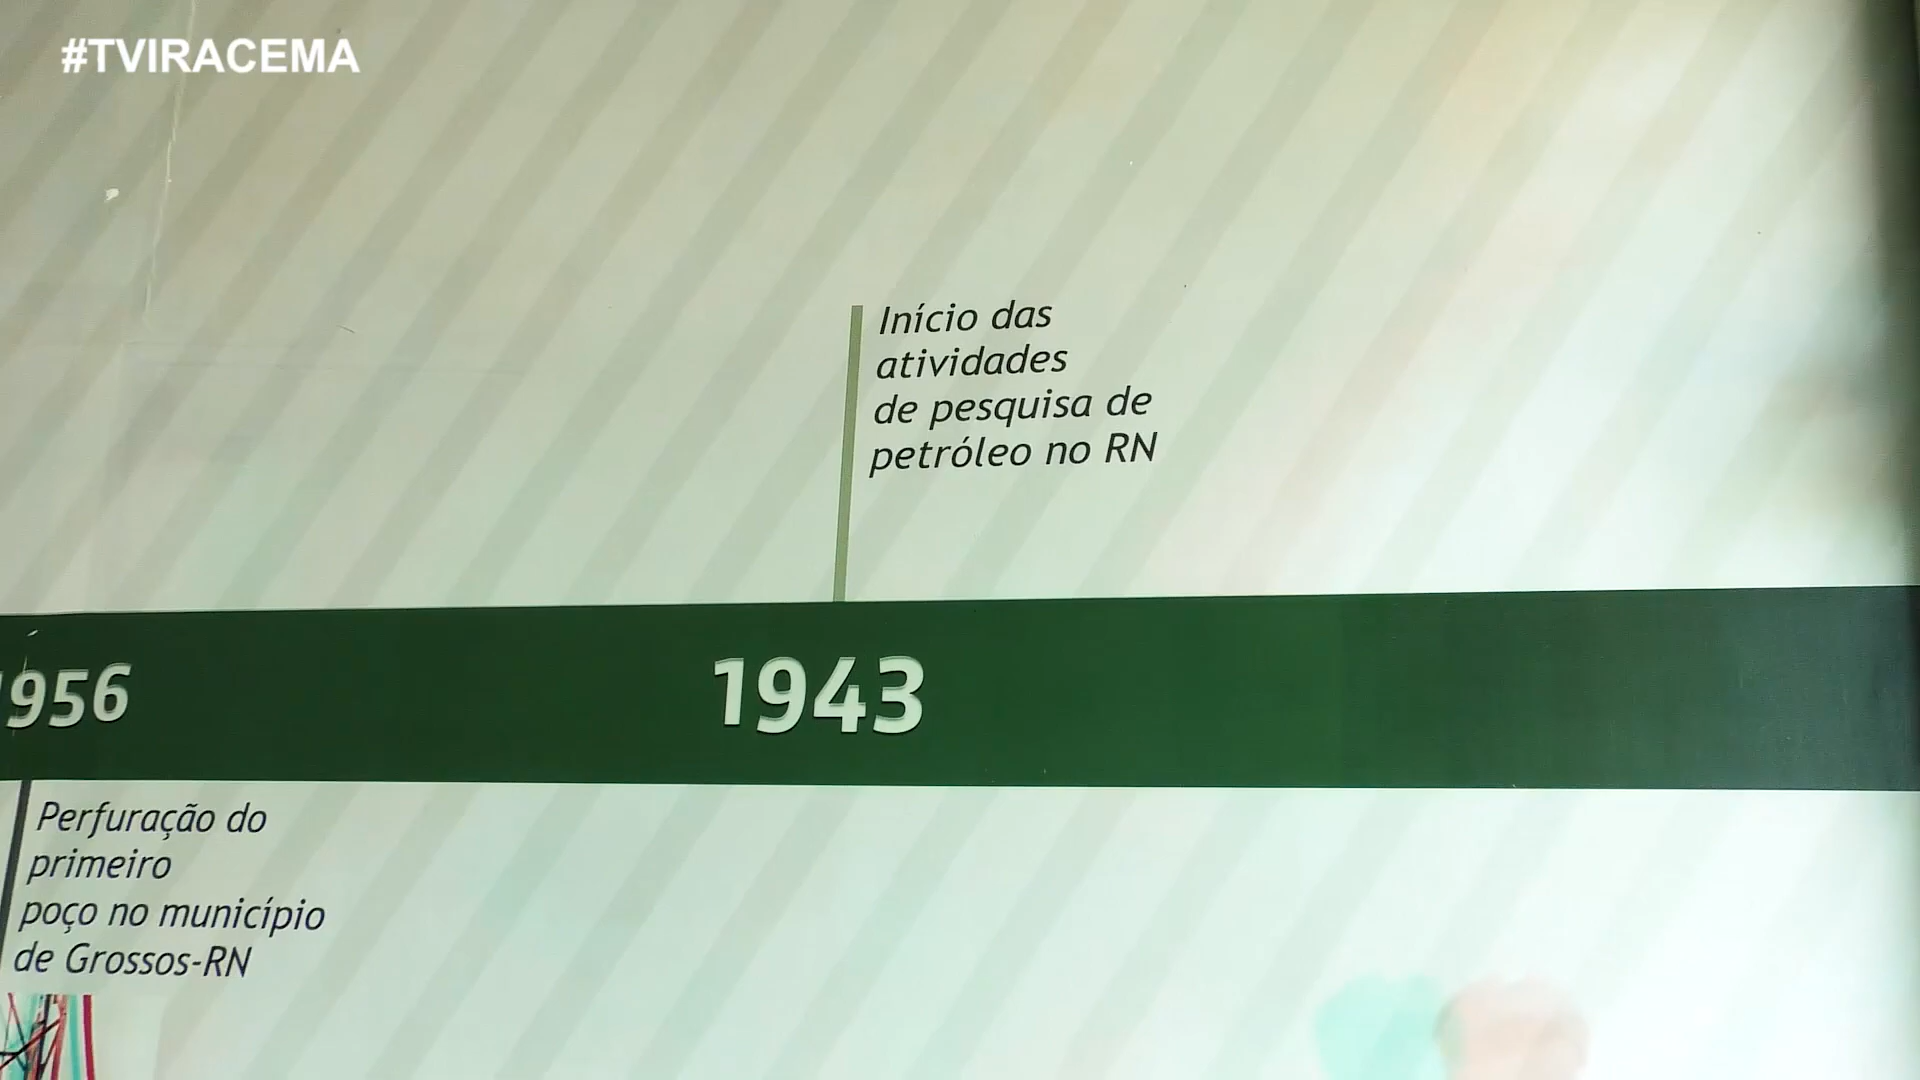 #TVIRACEMA
Início das
atividades
de pesquisa de
petróleo no RN
1956
1943
Perfuração do
primeiro
poço no município
de Grossos-RN